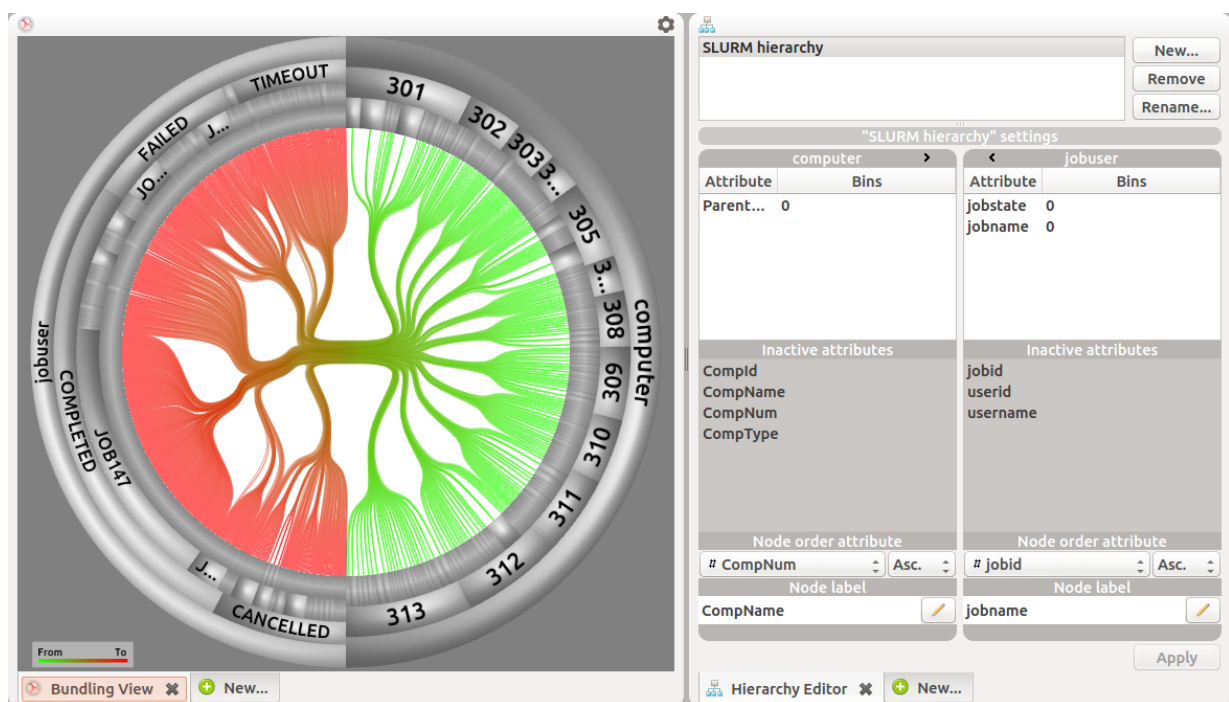 TIMEOUT
FAILED
J...
JO...
jobuser
COMPLETED
JOB147
J...
CANCELLED
301
302
303
3...
305
3...
308
309
310
311
312
313
computer
From To
Bundling View
New...
SLURM hierarchy
New...
Remove
Rename...
"SLURM hierarchy" settings
computer >
Attribute Bins
Parent... 0
Inactive attributes
CompId
CompName
CompNum
CompType
Node order attribute
# CompNum Asc.
Node label
CompName
< jobuser
Attribute Bins
jobstate 0
jobname 0
Inactive attributes
jobid
userid
username
Node order attribute
# jobid Asc.
Node label
jobname
Apply
Hierarchy Editor
New...